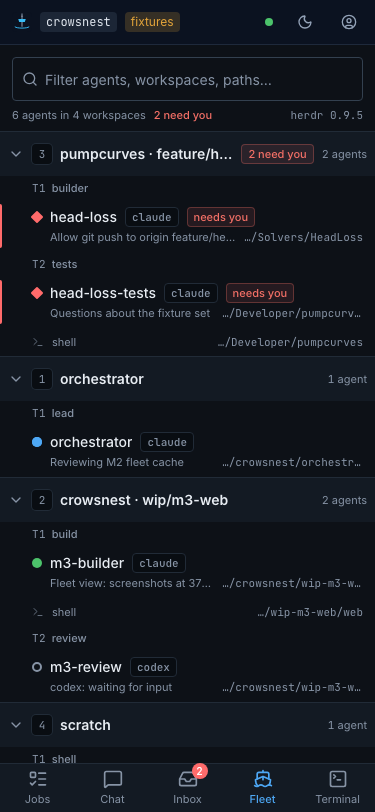 crowsnest fixtures
Filter agents, workspaces, paths...
6 agents in 4 workspaces 2 need you herdr 0.9.5
3 pumpcurves · feature/h... 2 need you 2 agents
T1 builder
head-loss claude needs you
Allow git push to origin feature/he... …/Solvers/HeadLoss
T2 tests
head-loss-tests claude needs you
Questions about the fixture set …/Developer/pumpcurv…
>_ shell …/Developer/pumpcurves
1 orchestrator 1 agent
T1 lead
orchestrator claude
Reviewing M2 fleet cache …/crowsnest/orchestr…
2 crowsnest · wip/m3-web 2 agents
T1 build
m3-builder claude
Fleet view: screenshots at 37... …/crowsnest/wip-m3-w…
>_ shell …/wip-m3-web/web
T2 review
m3-review codex
codex: waiting for input …/crowsnest/wip-m3-w…
4 scratch 1 agent
T1 shell
2
Jobs Chat Inbox Fleet Terminal